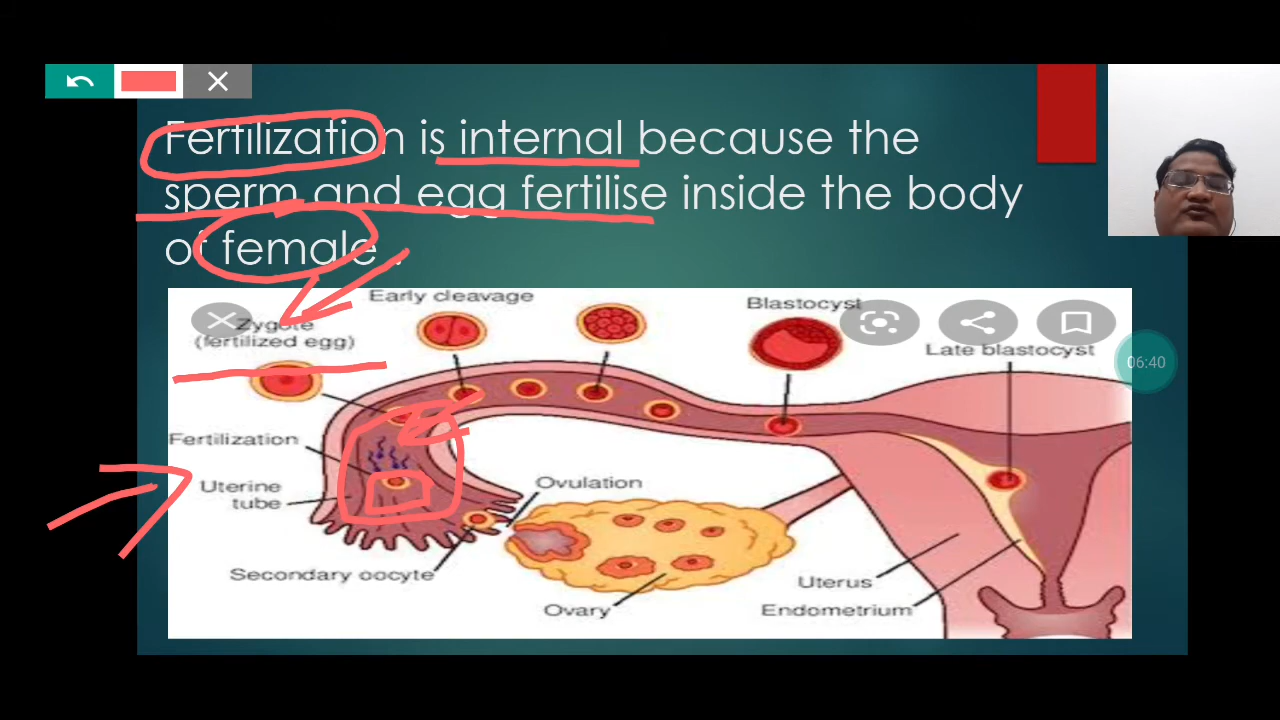 Fertilization is internal because the
sperm and egg fertilise inside the body
of female .
Early cleavage
Blastocyst
Zygote
(fertilized egg)
Late blastocyst
06:40
Fertilization
Uterine
tube
Ovulation
Secondary oocyte
Ovary
Uterus
Endometrium